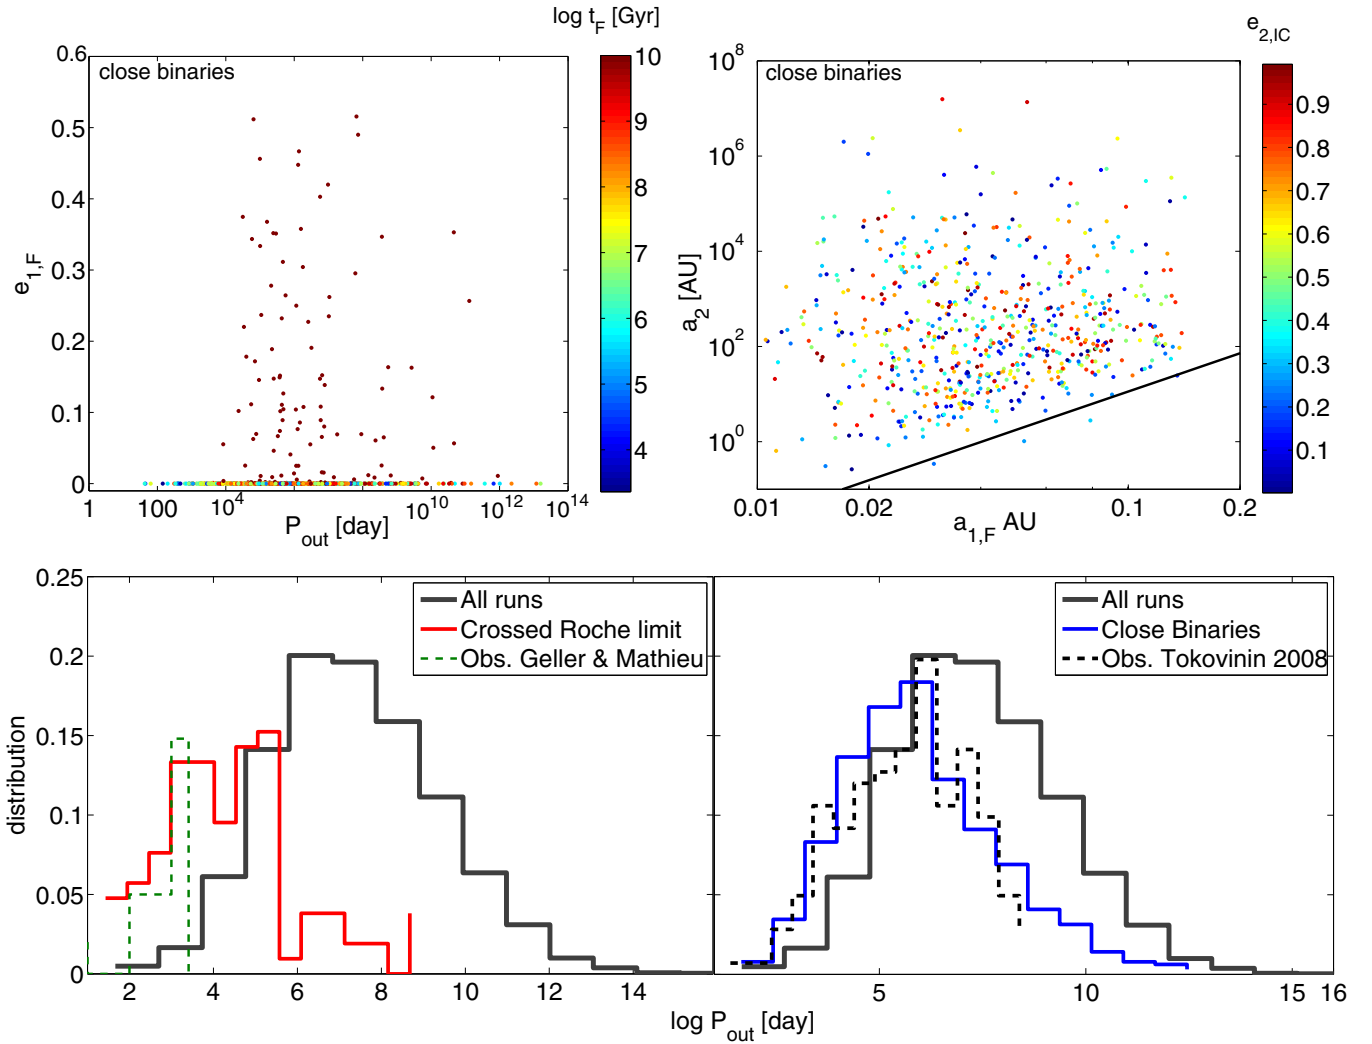 log t_F [Gyr]
close binaries
e_1,F
0.6
0.5
0.4
0.3
0.2
0.1
0
1 100 10^4 10^10 10^12 10^14
P_out [day]
10
9
8
7
6
5
4
e_2,IC
close binaries
a_2 [AU]
10^8
10^6
10^4
10^2
10^0
0.01 0.02 0.1 0.2
a_1,F AU
0.9
0.8
0.7
0.6
0.5
0.4
0.3
0.2
0.1
distribution
0.25
0.2
0.15
0.1
0.05
0
All runs
Crossed Roche limit
Obs. Geller & Mathieu
2 4 6 8 10 12 14
All runs
Close Binaries
Obs. Tokovinin 2008
5 10 15 16
log P_out [day]